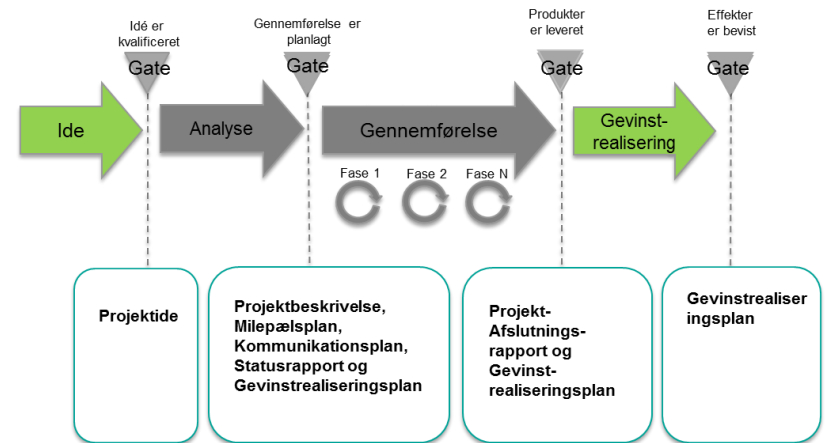 Idé er
kvalificeret
Gate
Gennemførelse er
planlagt
Gate
Produkter
er leveret
Gate
Effekter
er bevist
Gate
Ide
Analyse
Gennemførelse
Gevinst-
realisering
Fase 1
Fase 2
Fase N
Projektide
Projektbeskrivelse,
Milepælsplan,
Kommunikationsplan,
Statusrapport og
Gevinstrealiseringsplan
Projekt-
Afslutnings-
rapport og
Gevinst-
realiseringsplan
Gevinstrealiser
ingsplan